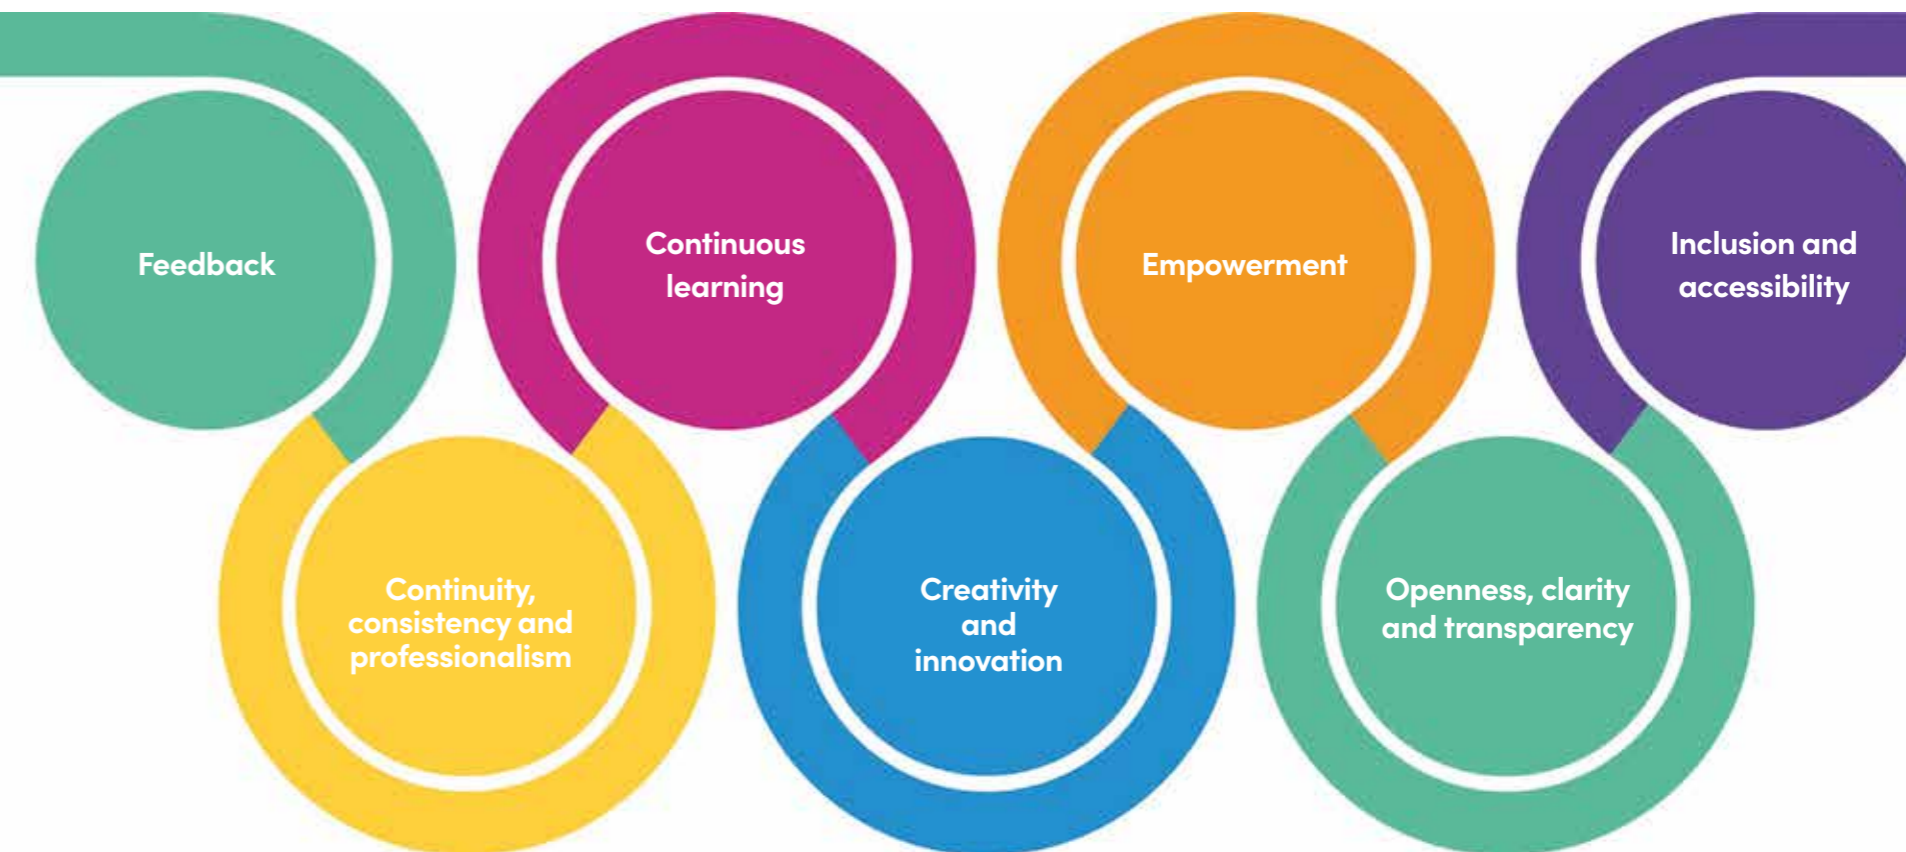 Feedback
Continuity,
consistency and
professionalism
Continuous
learning
Creativity
and
innovation
Empowerment
Openness, clarity
and transparency
Inclusion and
accessibility